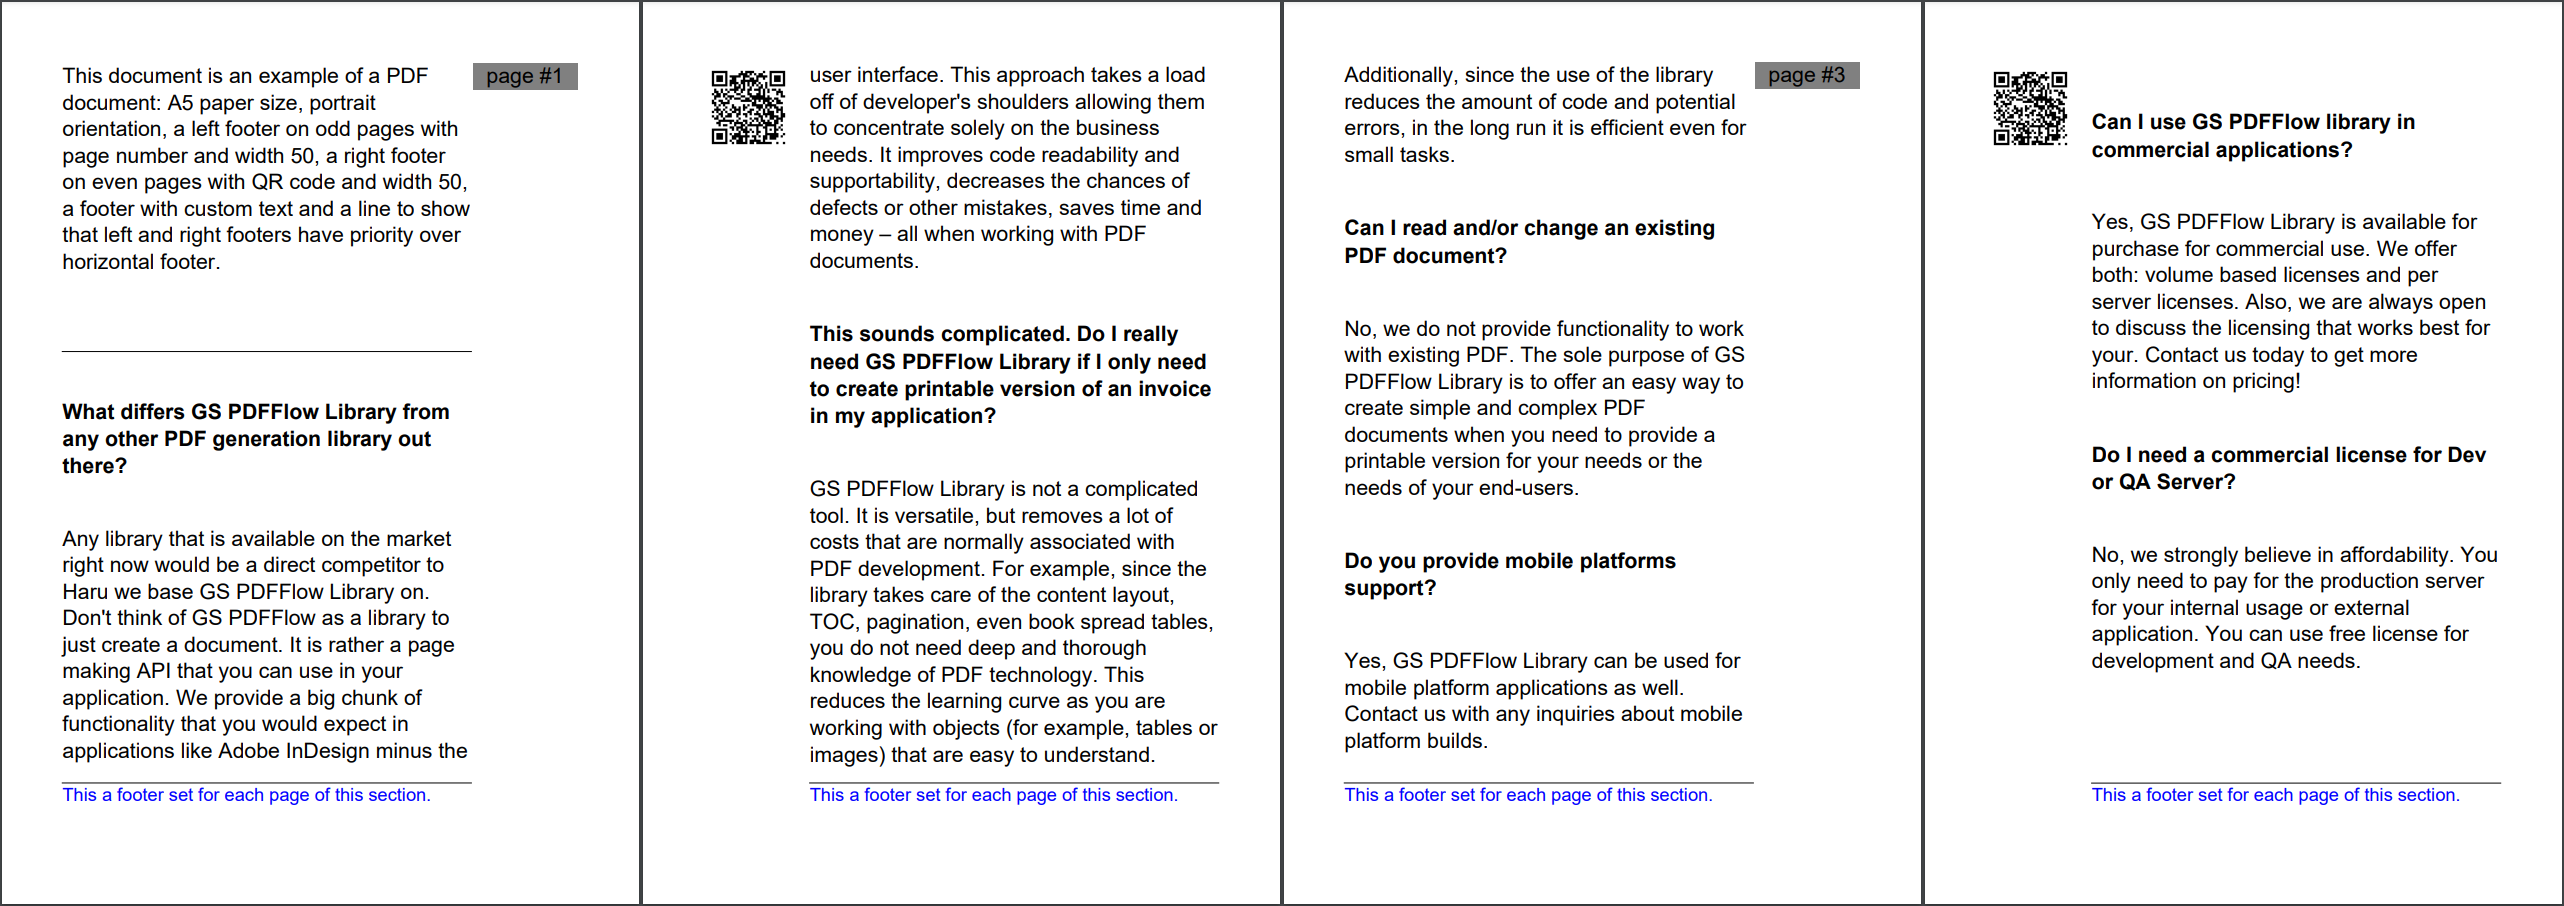 This document is an example of a PDF
document: A5 paper size, portrait
orientation, a left footer on odd pages with
page number and width 50, a right footer
on even pages with QR code and width 50,
a footer with custom text and a line to show
that left and right footers have priority over
horizontal footer.
page #1
What differs GS PDFFlow Library from
any other PDF generation library out
there?
Any library that is available on the market
right now would be a direct competitor to
Haru we base GS PDFFlow Library on.
Don't think of GS PDFFlow as a library to
just create a document. It is rather a page
making API that you can use in your
application. We provide a big chunk of
functionality that you would expect in
applications like Adobe InDesign minus the
This a footer set for each page of this section.
user interface. This approach takes a load
off of developer's shoulders allowing them
to concentrate solely on the business
needs. It improves code readability and
supportability, decreases the chances of
defects or other mistakes, saves time and
money – all when working with PDF
documents.
This sounds complicated. Do I really
need GS PDFFlow Library if I only need
to create printable version of an invoice
in my application?
GS PDFFlow Library is not a complicated
tool. It is versatile, but removes a lot of
costs that are normally associated with
PDF development. For example, since the
library takes care of the content layout,
TOC, pagination, even book spread tables,
you do not need deep and thorough
knowledge of PDF technology. This
reduces the learning curve as you are
working with objects (for example, tables or
images) that are easy to understand.
This a footer set for each page of this section.
Additionally, since the use of the library
reduces the amount of code and potential
errors, in the long run it is efficient even for
small tasks.
page #3
Can I read and/or change an existing
PDF document?
No, we do not provide functionality to work
with existing PDF. The sole purpose of GS
PDFFlow Library is to offer an easy way to
create simple and complex PDF
documents when you need to provide a
printable version for your needs or the
needs of your end-users.
Do you provide mobile platforms
support?
Yes, GS PDFFlow Library can be used for
mobile platform applications as well.
Contact us with any inquiries about mobile
platform builds.
This a footer set for each page of this section.
Can I use GS PDFFlow library in
commercial applications?
Yes, GS PDFFlow Library is available for
purchase for commercial use. We offer
both: volume based licenses and per
server licenses. Also, we are always open
to discuss the licensing that works best for
your. Contact us today to get more
information on pricing!
Do I need a commercial license for Dev
or QA Server?
No, we strongly believe in affordability. You
only need to pay for the production server
for your internal usage or external
application. You can use free license for
development and QA needs.
This a footer set for each page of this section.